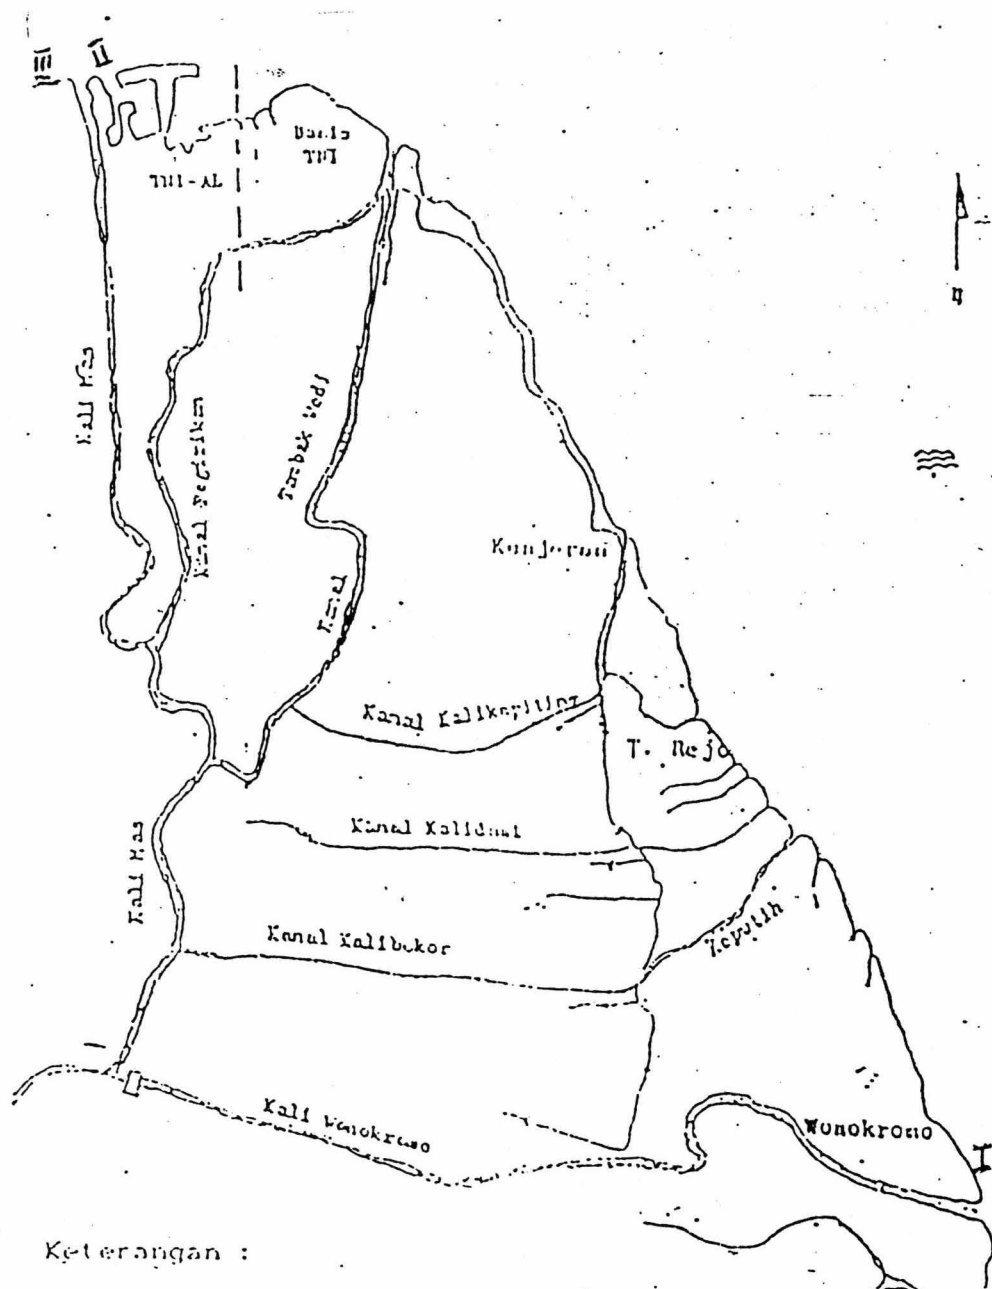 III
II
TNI
TNI-AL
Kali Mas
Kanal Pegirikan
Tambak Wedi
Kanal
Kenjeran
Kanal Kalikepiting
T. Rejo
Kanal Kalidami
Kali Mas
Kanal Kalibokor
Keputih
Kali Wonokromo
Wonokromo
I
Keterangan :